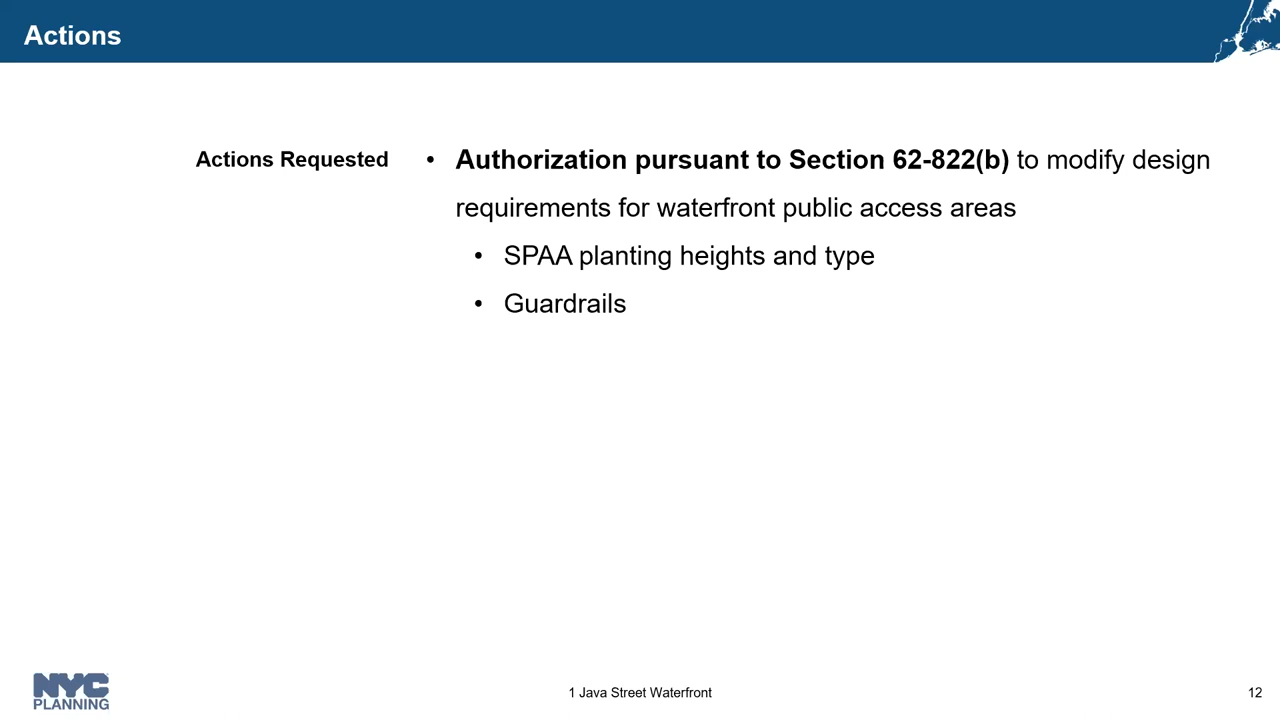 Actions
Actions Requested
• Authorization pursuant to Section 62-822(b) to modify design
requirements for waterfront public access areas
• SPAA planting heights and type
• Guardrails
NYC
PLANNING
1 Java Street Waterfront
12